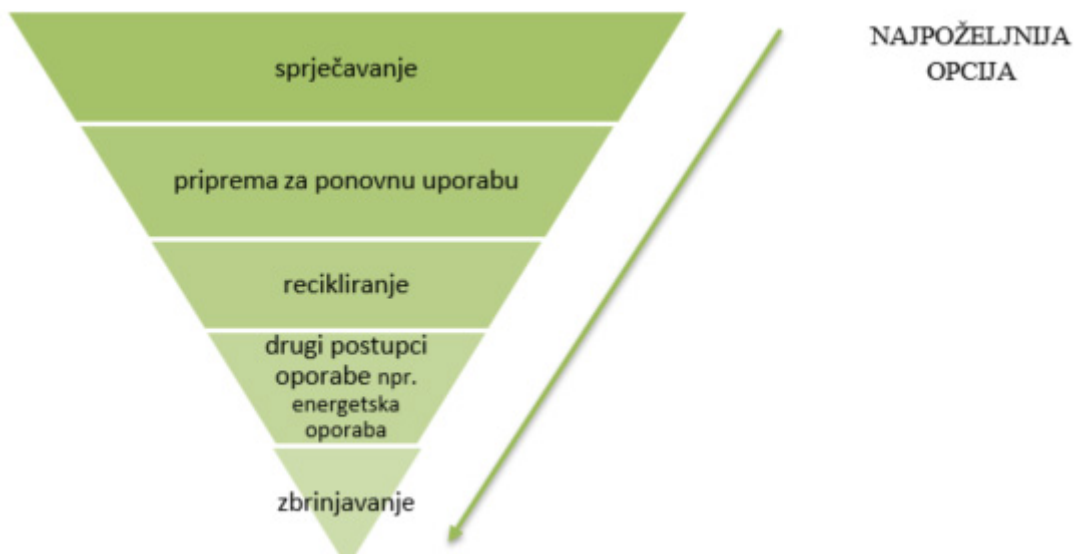 sprječavanje
NAJPOŽELJNIJA
OPCIJA
priprema za ponovnu uporabu
recikliranje
drugi postupci
oporabe npr.
energetska
oporaba
zbrinjavanje